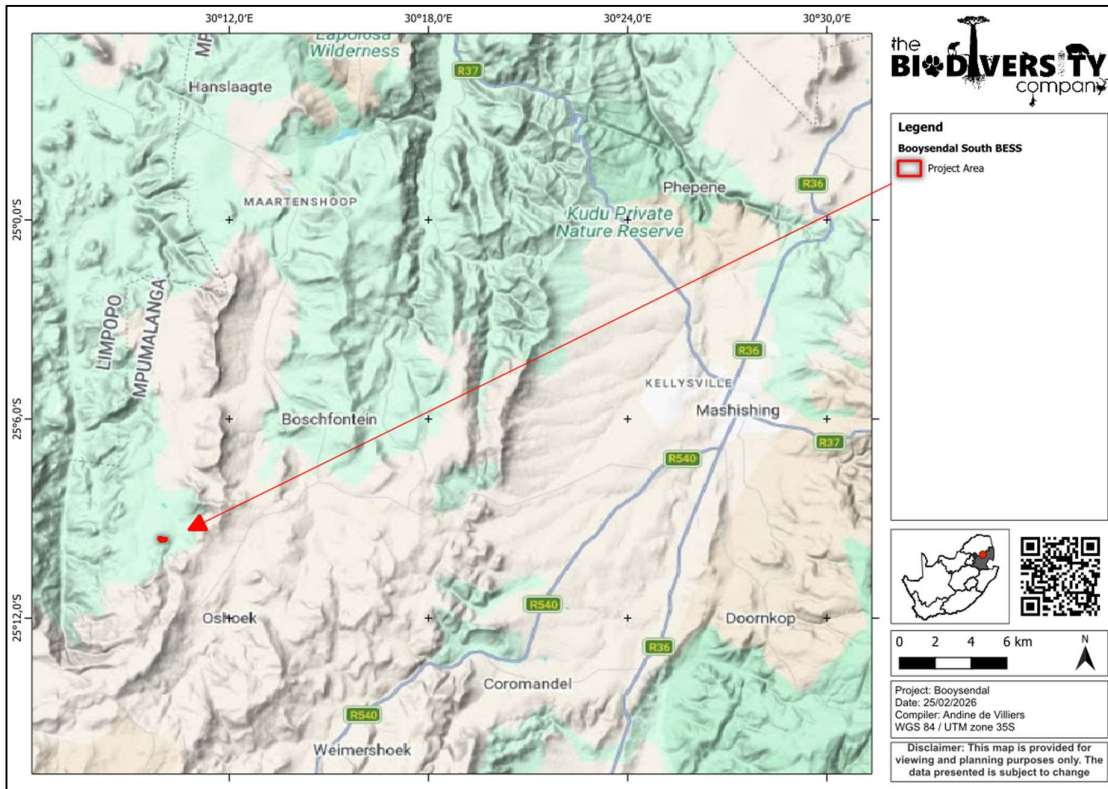 30°12,0'E 30°18,0'E 30°24,0'E 30°30,0'E
Wilderness
R37
Hanslaagte
R36
Phepene
MAARTENSHOOP
25°0,0'S
Kudu Private
Nature Reserve
LIMPOPO
MPUMALANGA
R36
KELLYSVILLE
Mashishing
25°6,0'S
Boschfontein
R37
R540
R540
25°12,0'S
Oshoek
Doornkop
R36
Coromandel
R540
Weimershoek
the
BIODIVERSITY
company
Legend
Booysendal South BESS
Project Area
0 2 4 6 km
N
Project: Booysendal
Date: 25/02/2026
Compiler: Andine de Villiers
WGS 84 / UTM zone 35S
Disclaimer: This map is provided for
viewing and planning purposes only. The
data presented is subject to change